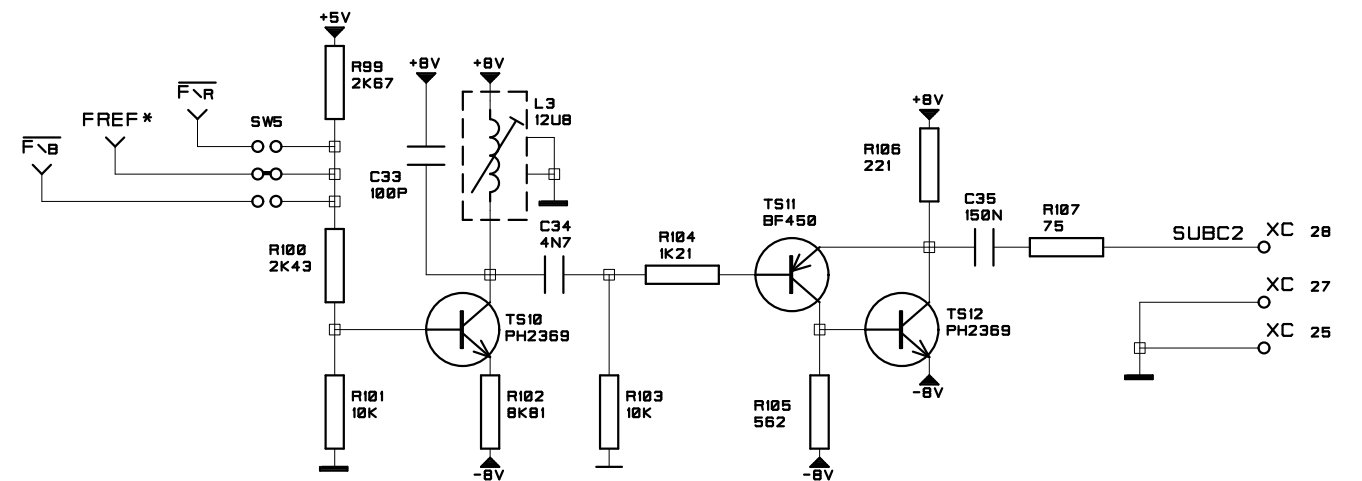 +5V
R99
2K67
+8V
+8V
F\R
FREF*
SW5
F\B
L3
12U8
C33
100P
+8V
R106
221
TS11
BF450
C35
150N
R107
75
SUBC2
XC 28
C34
4N7
R104
1K21
R100
2K43
XC 27
TS10
PH2369
TS12
PH2369
XC 25
R101
10K
R102
8K81
R103
10K
R105
562
-8V
-8V
-8V